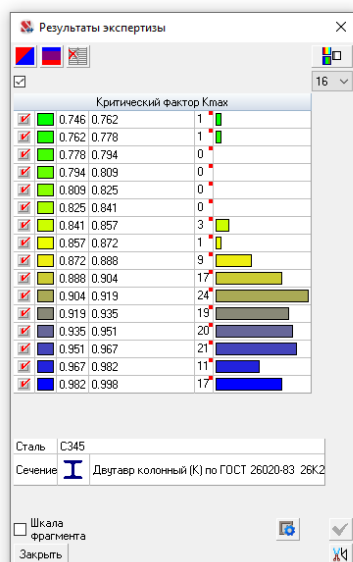 Результаты экспертизы
16
Критический фактор Kmax
0.746 0.762 1
0.762 0.778 1
0.778 0.794 0
0.794 0.809 0
0.809 0.825 0
0.825 0.841 0
0.841 0.857 3
0.857 0.872 1
0.872 0.888 9
0.888 0.904 17
0.904 0.919 24
0.919 0.935 19
0.935 0.951 20
0.951 0.967 21
0.967 0.982 11
0.982 0.998 17
Сталь C345
Сечение Двутавр колонный (К) по ГОСТ 26020-83 26К2
Шкала
фрагмента
Закрыть